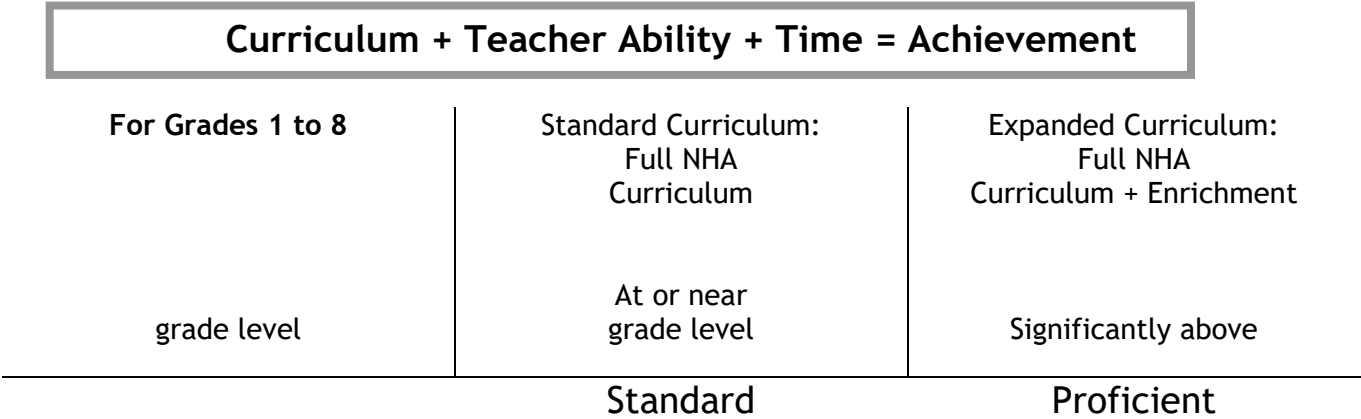 Curriculum + Teacher Ability + Time = Achievement
For Grades 1 to 8
Standard Curriculum:
Full NHA
Curriculum
Expanded Curriculum:
Full NHA
Curriculum + Enrichment
grade level
At or near
grade level
Significantly above
Standard
Proficient